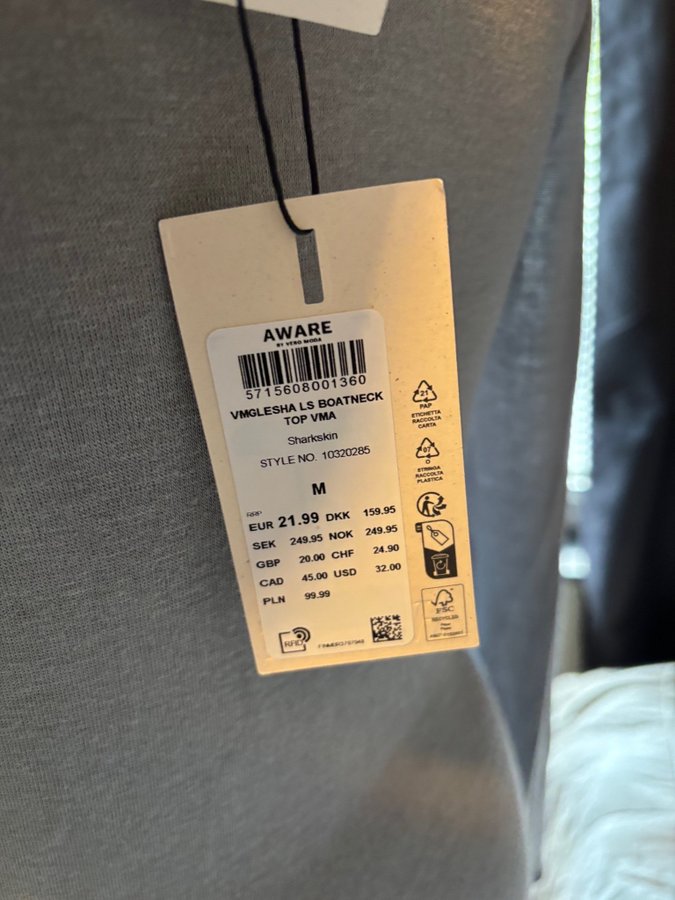 AWARE
BY VERO MODA
5715608001360
VMGLESHA LS BOATNECK
TOP VMA
Sharkskin
STYLE NO. 10320285
M
RRP
EUR 21.99 DKK 159.95
SEK 249.95 NOK 249.95
GBP 20.00 CHF 24.90
CAD 45.00 USD 32.00
PLN 99.99
RFID
21
PAP
ETICHETTA
RACCOLTA
CARTA
07
O
STRINGA
RACCOLTA
PLASTICA
FSC
RECYCLED